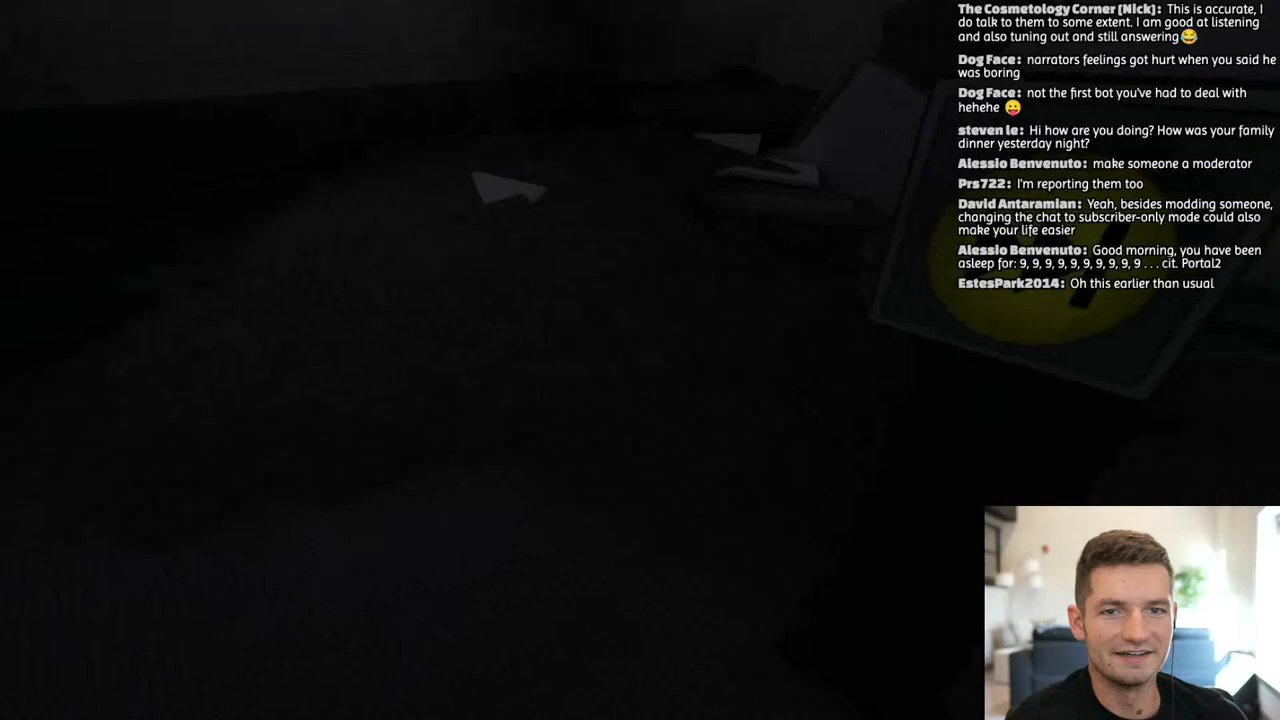 The Cosmetology Corner [Nick]: This is accurate, I
do talk to them to some extent. I am good at listening
and also tuning out and still answering😂
Dog Face: narrators feelings got hurt when you said he
was boring
Dog Face: not the first bot you've had to deal with
hehehe 😛
steven le: Hi how are you doing? How was your family
dinner yesterday night?
Alessio Benvenuto: make someone a moderator
Prs722: I'm reporting them too
David Antaramian: Yeah, besides modding someone,
changing the chat to subscriber-only mode could also
make your life easier
Alessio Benvenuto: Good morning, you have been
asleep for: 9, 9, 9, 9, 9, 9, 9, 9, 9, 9 . . . cit. Portal2
EstesPark2014: Oh this earlier than usual